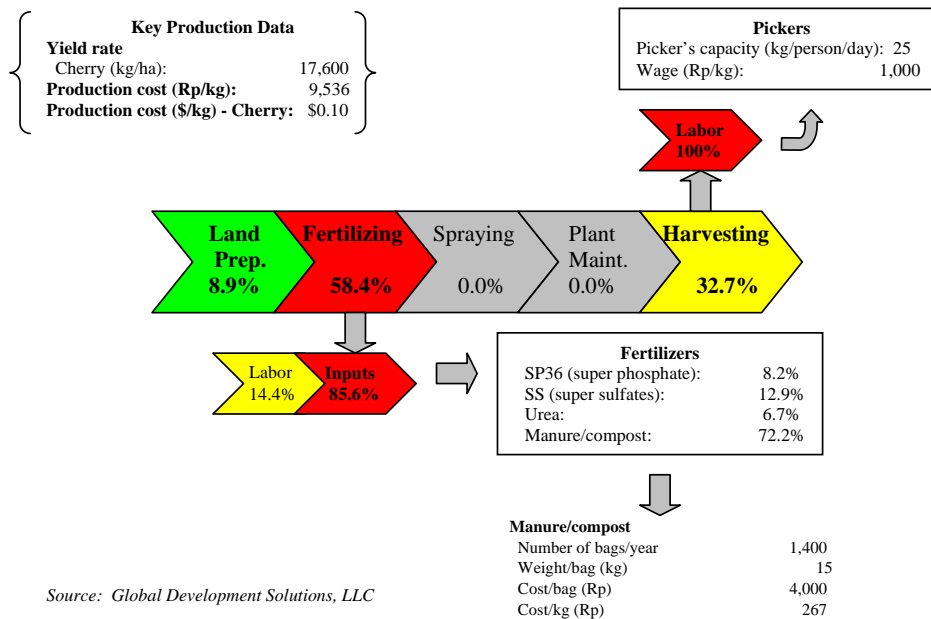 Key Production Data
Yield rate
Cherry (kg/ha): 17,600
Production cost (Rp/kg): 9,536
Production cost ($/kg) - Cherry: $0.10
Pickers
Picker's capacity (kg/person/day): 25
Wage (Rp/kg): 1,000
Labor
100%
Land
Prep.
8.9%
Fertilizing
58.4%
Spraying
0.0%
Plant
Maint.
0.0%
Harvesting
32.7%
Labor
14.4%
Inputs
85.6%
Fertilizers
SP36 (super phosphate): 8.2%
SS (super sulfates): 12.9%
Urea: 6.7%
Manure/compost: 72.2%
Manure/compost
Number of bags/year 1,400
Weight/bag (kg) 15
Cost/bag (Rp) 4,000
Cost/kg (Rp) 267
Source: Global Development Solutions, LLC